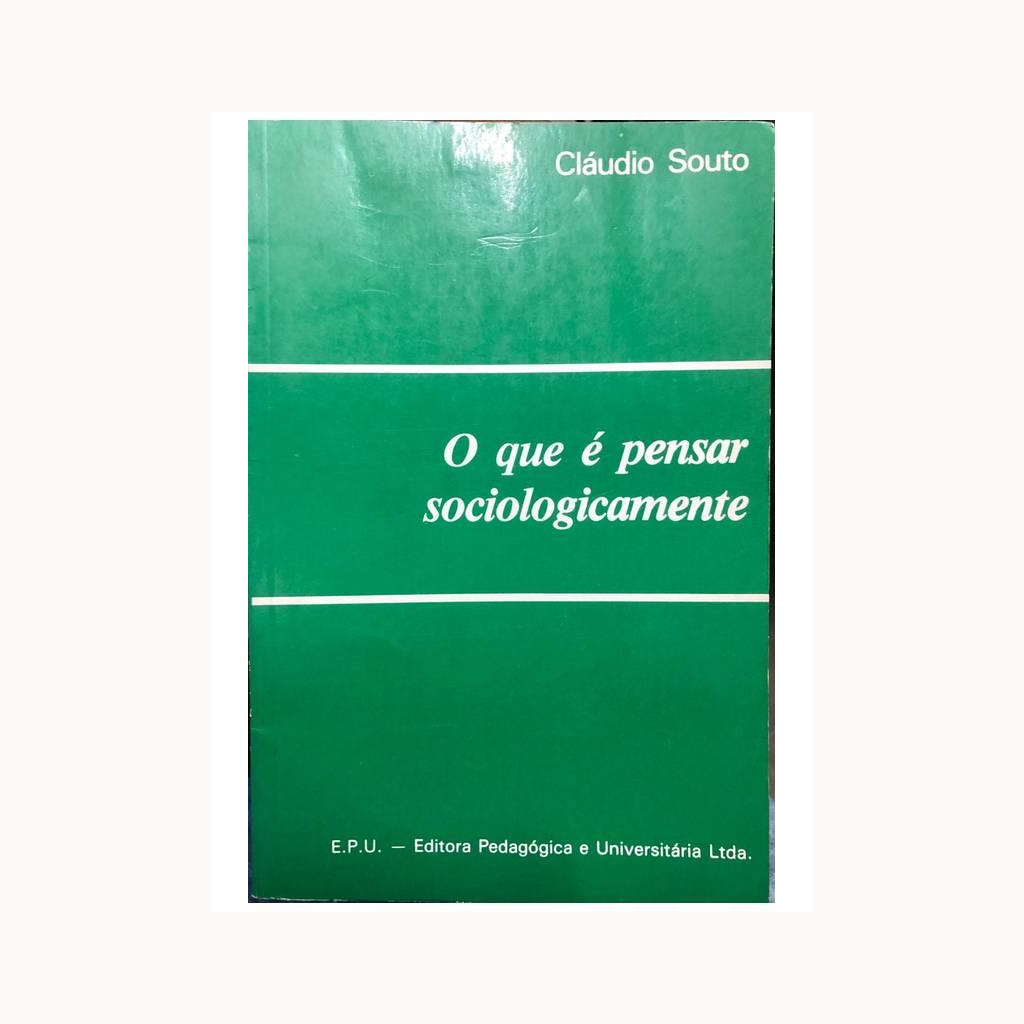 Cláudio Souto
O que é pensar
sociologicamente
E.P.U. — Editora Pedagógica e Universitária Ltda.